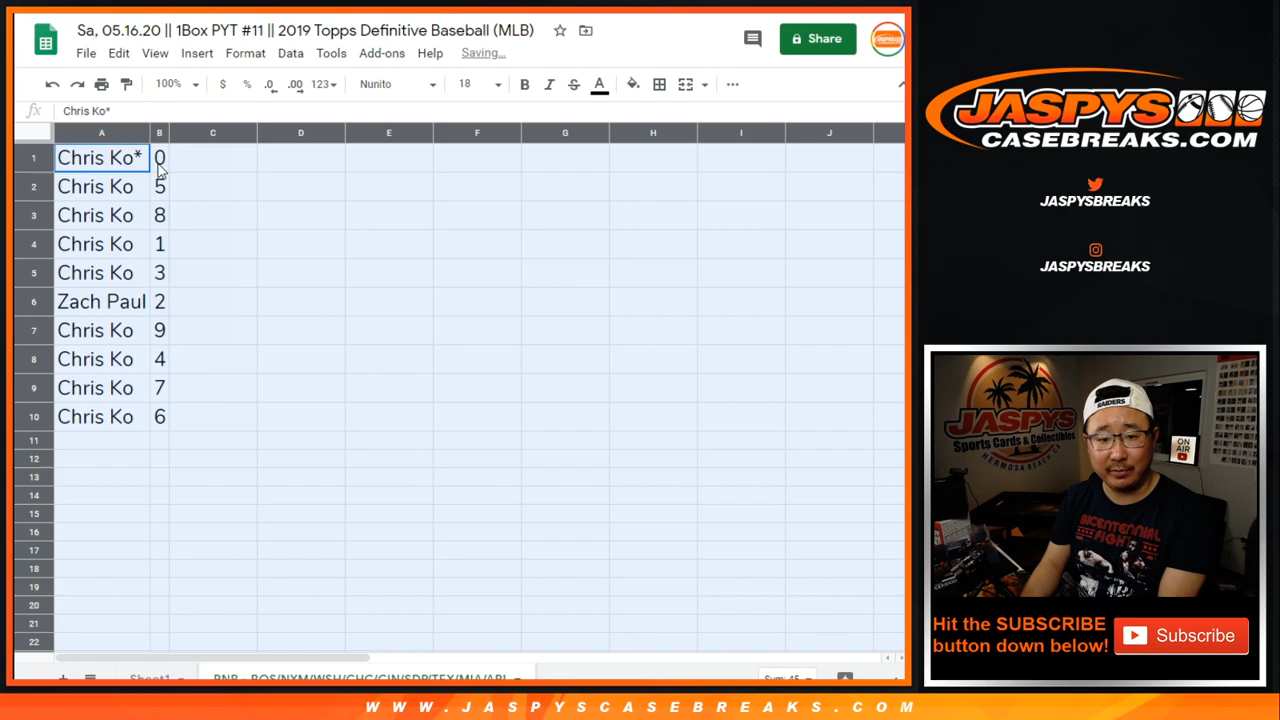 Sa, 05.16.20 || 1Box PYT #11 || 2019 Topps Definitive Baseball (MLB)
File Edit View Insert Format Data Tools Add-ons Help Saving...
Share
100% $ % .0 .00 123 Nunito 18 B I S A
fx Chris Ko*
A B C D E F G H I J
1 Chris Ko* 0
2 Chris Ko 5
3 Chris Ko 8
4 Chris Ko 1
5 Chris Ko 3
6 Zach Paul 2
7 Chris Ko 9
8 Chris Ko 4
9 Chris Ko 7
10 Chris Ko 6
11
12
13
14
15
16
17
18
19
20
21
22
Sheet1
Sum: 45
JASPYS
CASEBREAKS.COM
JASPYSBREAKS
JASPYSBREAKS
RAIDERS
ON
AIR
JASPYS
Sports Cards & Collectibles
HERMOSA BEACH, CA
BICENTENNIAL
FIGHT
Hit the SUBSCRIBE
button down below!
Subscribe
WWW.JASPYSCASEBREAKS.COM